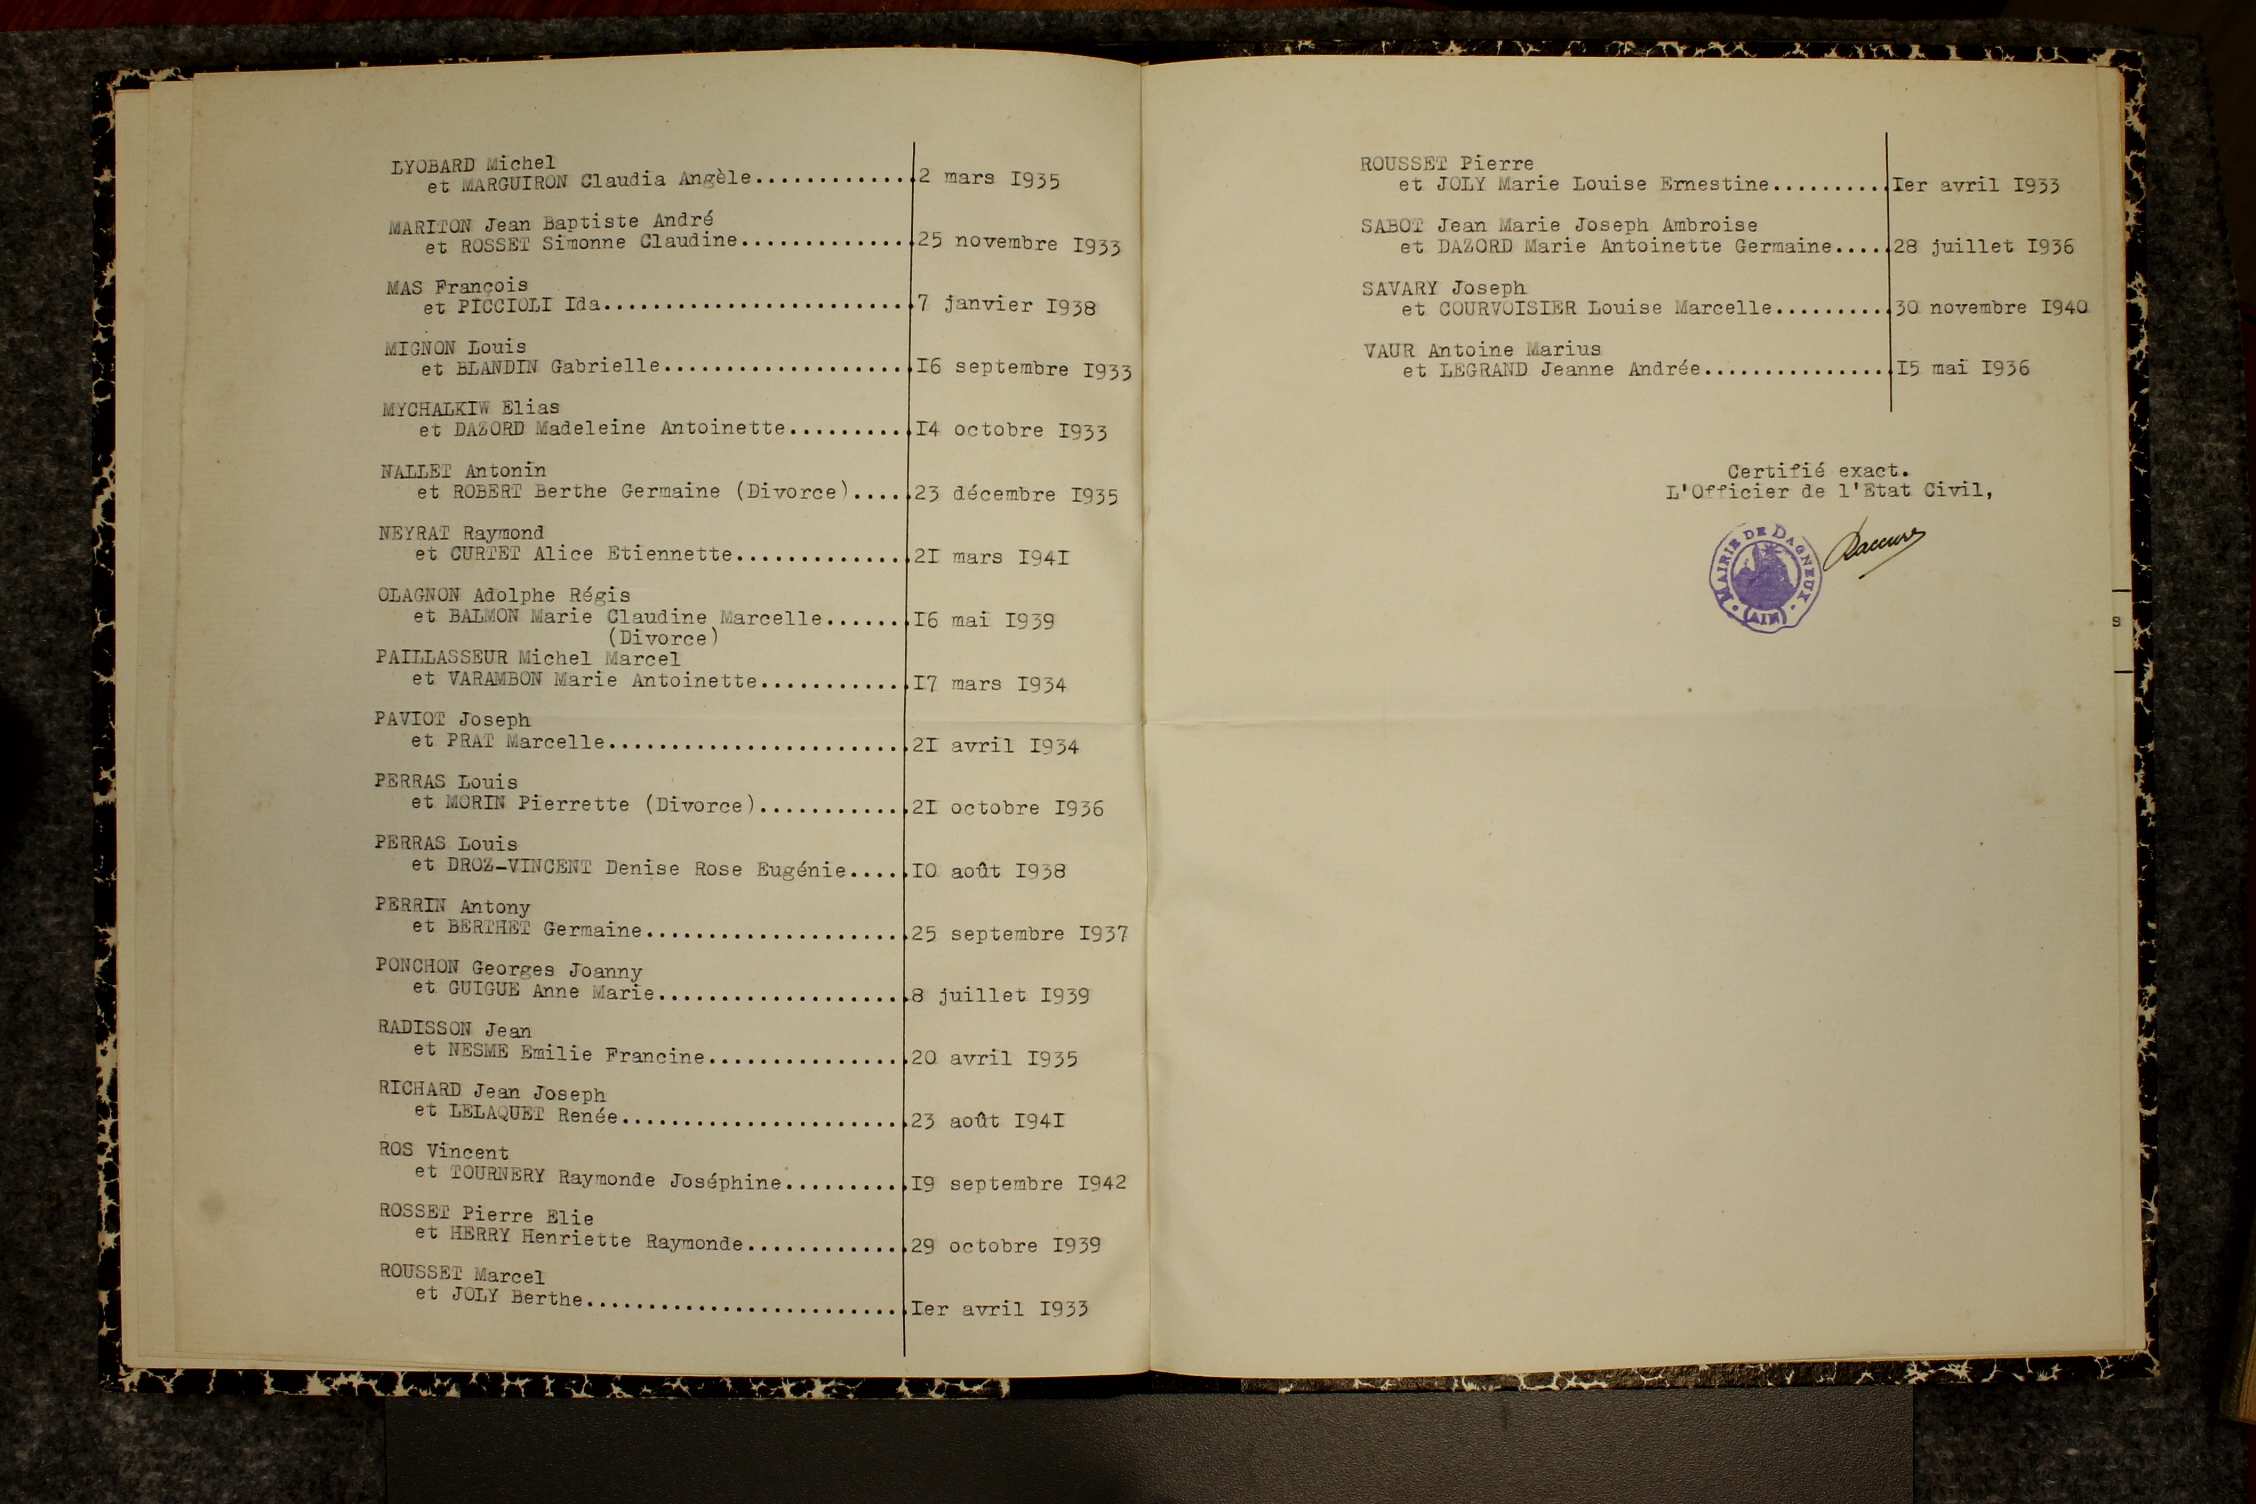 LYOBARD Michel
et MARGUIRON Claudia Angèle.............2 mars I935
MARITON Jean Baptiste André
et ROSSET Simonne Claudine..............25 novembre I933
MAS François
et PICCIOLI Ida.........................7 janvier I938
MIGNON Louis
et BLANDIN Gabrielle....................I6 septembre I933
MYCHALKIW Elias
et DAZORD Madeleine Antoinette..........I4 octobre I933
NALLET Antonin
et ROBERT Berthe Germaine (Divorce).....23 décembre I935
NEYRAT Raymond
et CURTET Alice Etiennette..............2I mars I94I
OLAGNON Adolphe Régis
et BALMON Marie Claudine Marcelle.......I6 mai I939
(Divorce)
PAILLASSEUR Michel Marcel
et VARAMBON Marie Antoinette............I7 mars I934
PAVIOT Joseph
et PRAT Marcelle........................2I avril I934
PERRAS Louis
et MORIN Pierrette (Divorce)............2I octobre I936
PERRAS Louis
et DROZ-VINCENT Denise Rose Eugénie.....IO août I938
PERRIN Antony
et BERTHET Germaine.....................25 septembre I937
PONCHON Georges Joanny
et GUIGUE Anne Marie....................8 juillet I939
RADISSON Jean
et NESME Emilie Francine................20 avril I935
RICHARD Jean Joseph
et LELAQUET Renée.......................23 août I94I
ROS Vincent
et TOURNERY Raymonde Joséphine..........I9 septembre I942
ROSSET Pierre Elie
et HERRY Henriette Raymonde.............29 octobre I939
ROUSSET Marcel
et JOLY Berthe..........................Ier avril I933
ROUSSET Pierre
et JOLY Marie Louise Ernestine..........Ier avril I933
SABOT Jean Marie Joseph Ambroise
et DAZORD Marie Antoinette Germaine.....28 juillet I936
SAVARY Joseph
et COURVOISIER Louise Marcelle..........30 novembre I940
VAUR Antoine Marius
et LEGRAND Jeanne Andrée................I5 mai I936
Certifié exact.
L'Officier de l'Etat Civil,
MAIRIE DE DAGNEUX
(AIN)
s